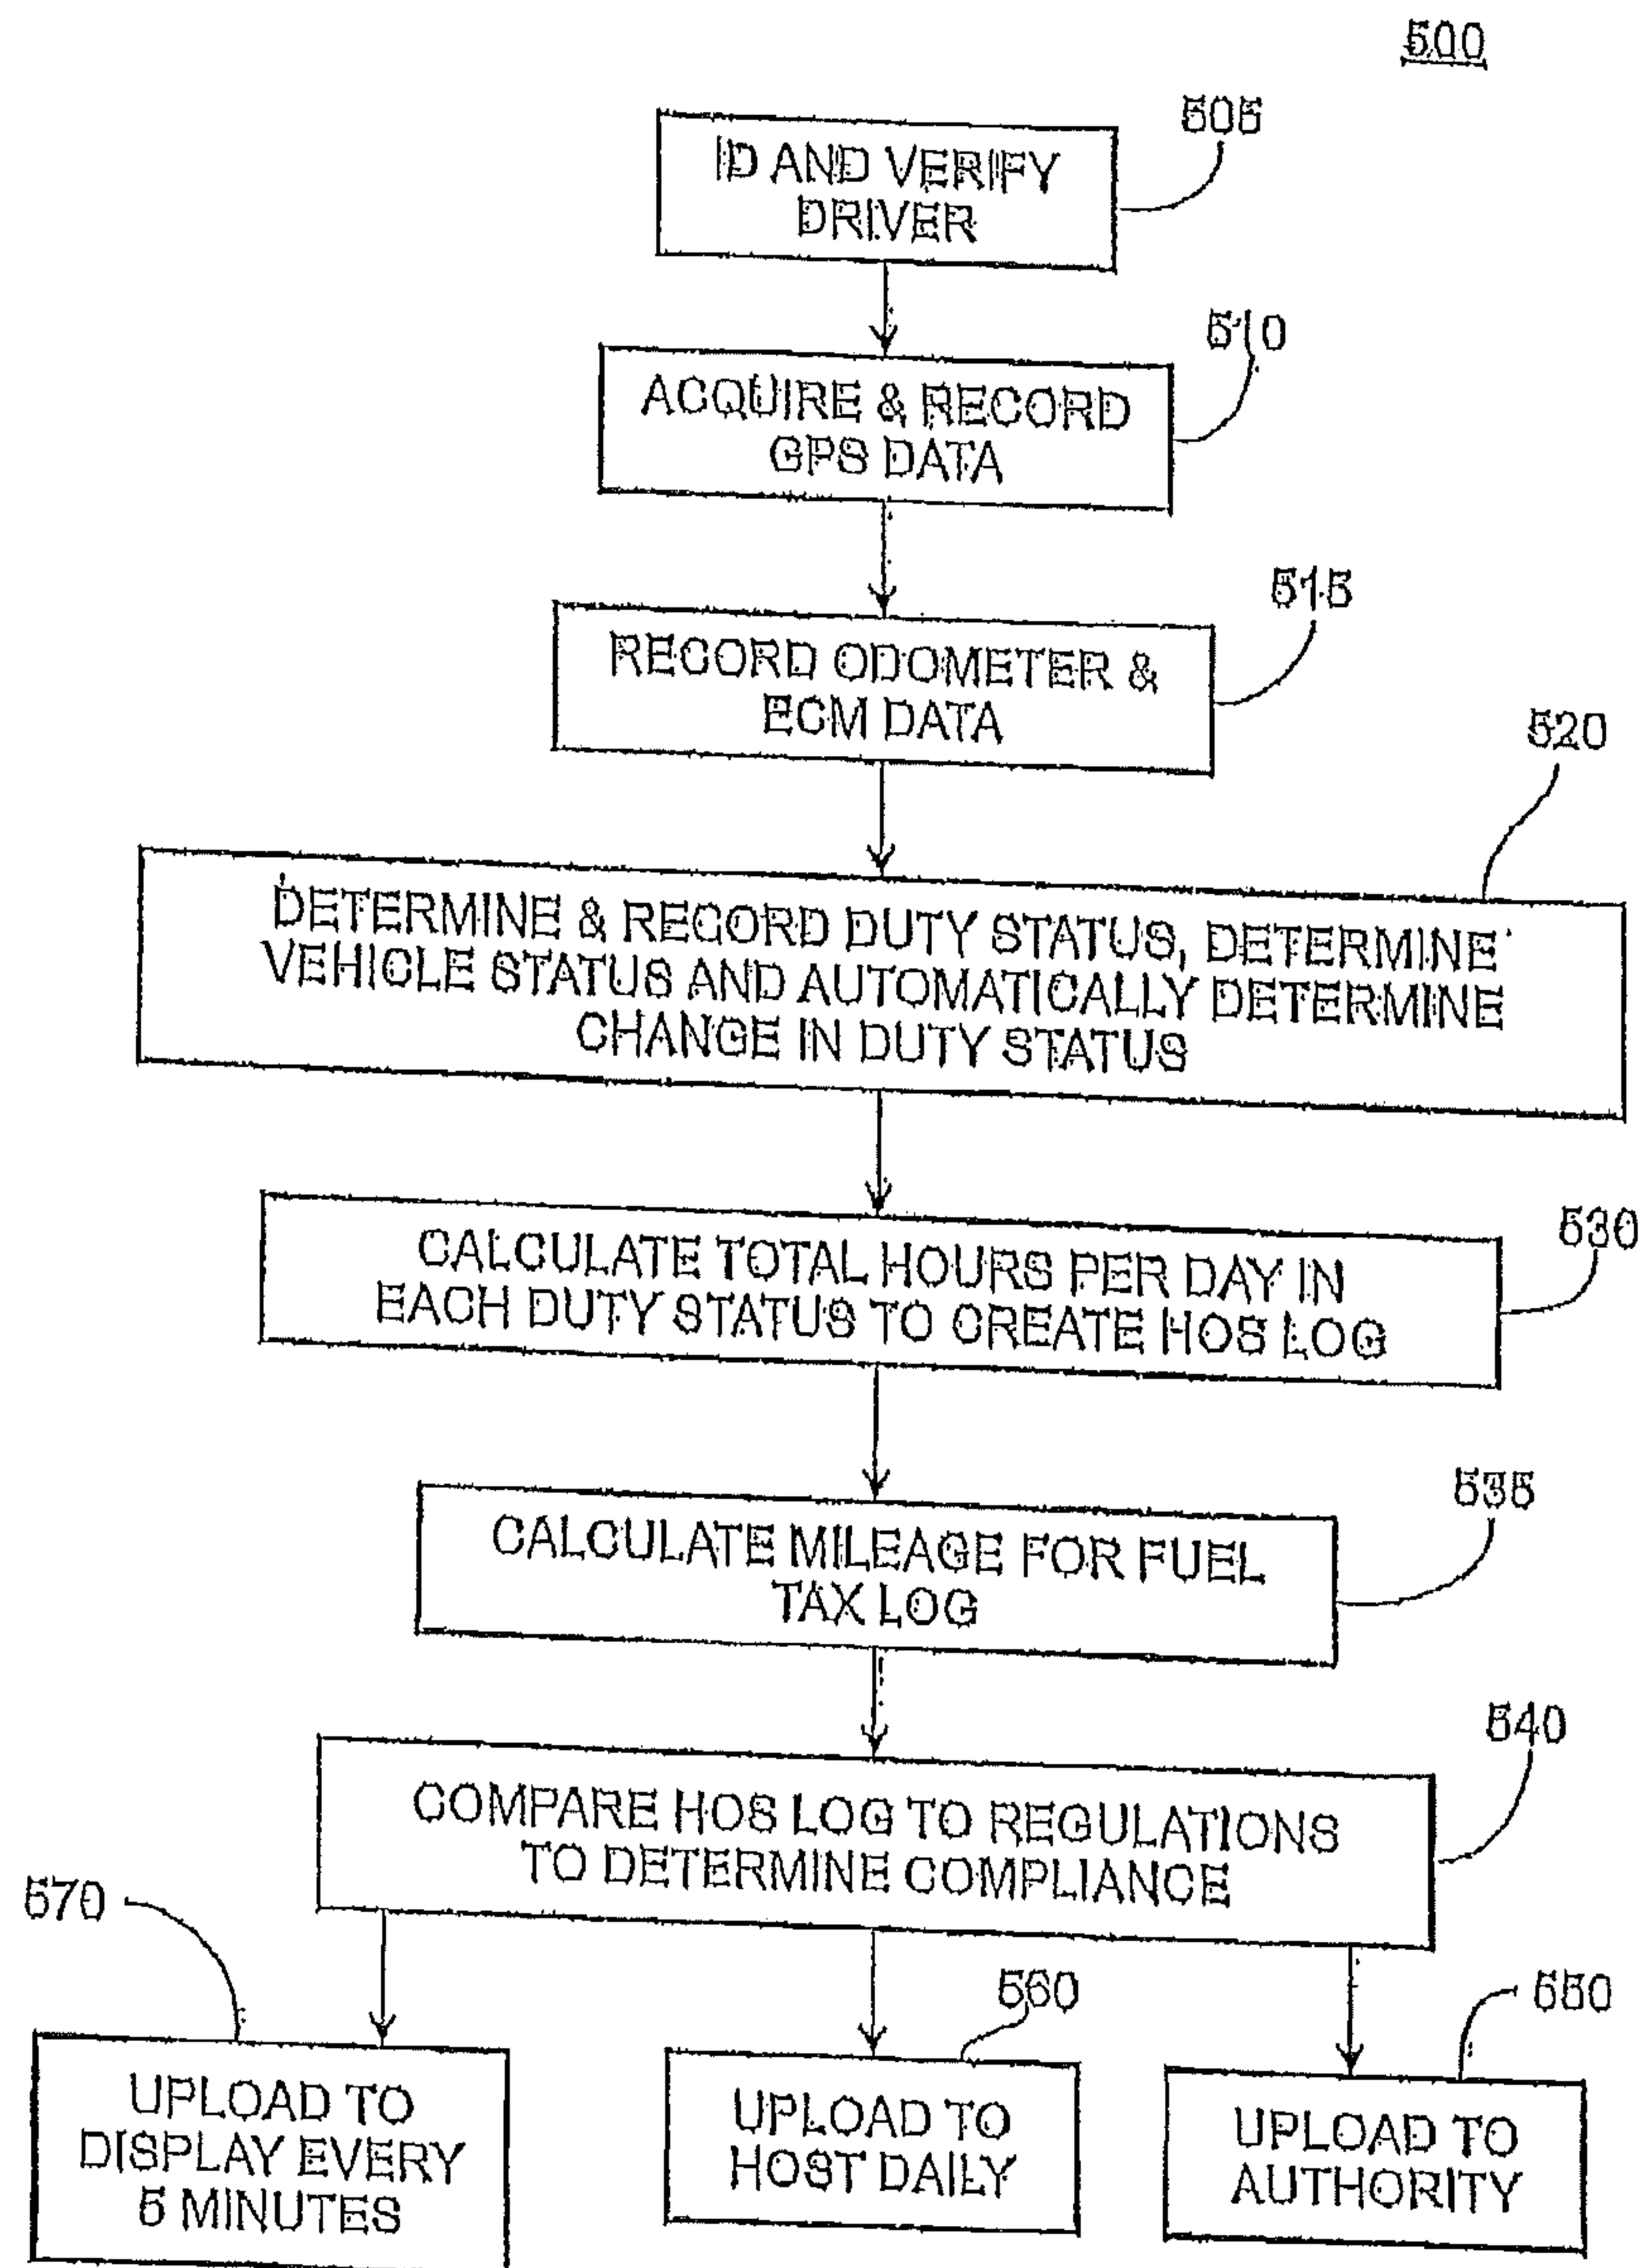 500
505
ID AND VERIFY
DRIVER
510
ACQUIRE & RECORD
GPS DATA
515
RECORD ODOMETER &
ECM DATA
520
DETERMINE & RECORD DUTY STATUS, DETERMINE
VEHICLE STATUS AND AUTOMATICALLY DETERMINE
CHANGE IN DUTY STATUS
530
CALCULATE TOTAL HOURS PER DAY IN
EACH DUTY STATUS TO CREATE HOS LOG
535
CALCULATE MILEAGE FOR FUEL
TAX LOG
540
COMPARE HOS LOG TO REGULATIONS
TO DETERMINE COMPLIANCE
570
UPLOAD TO
DISPLAY EVERY
5 MINUTES
560
UPLOAD TO
HOST DAILY
550
UPLOAD TO
AUTHORITY